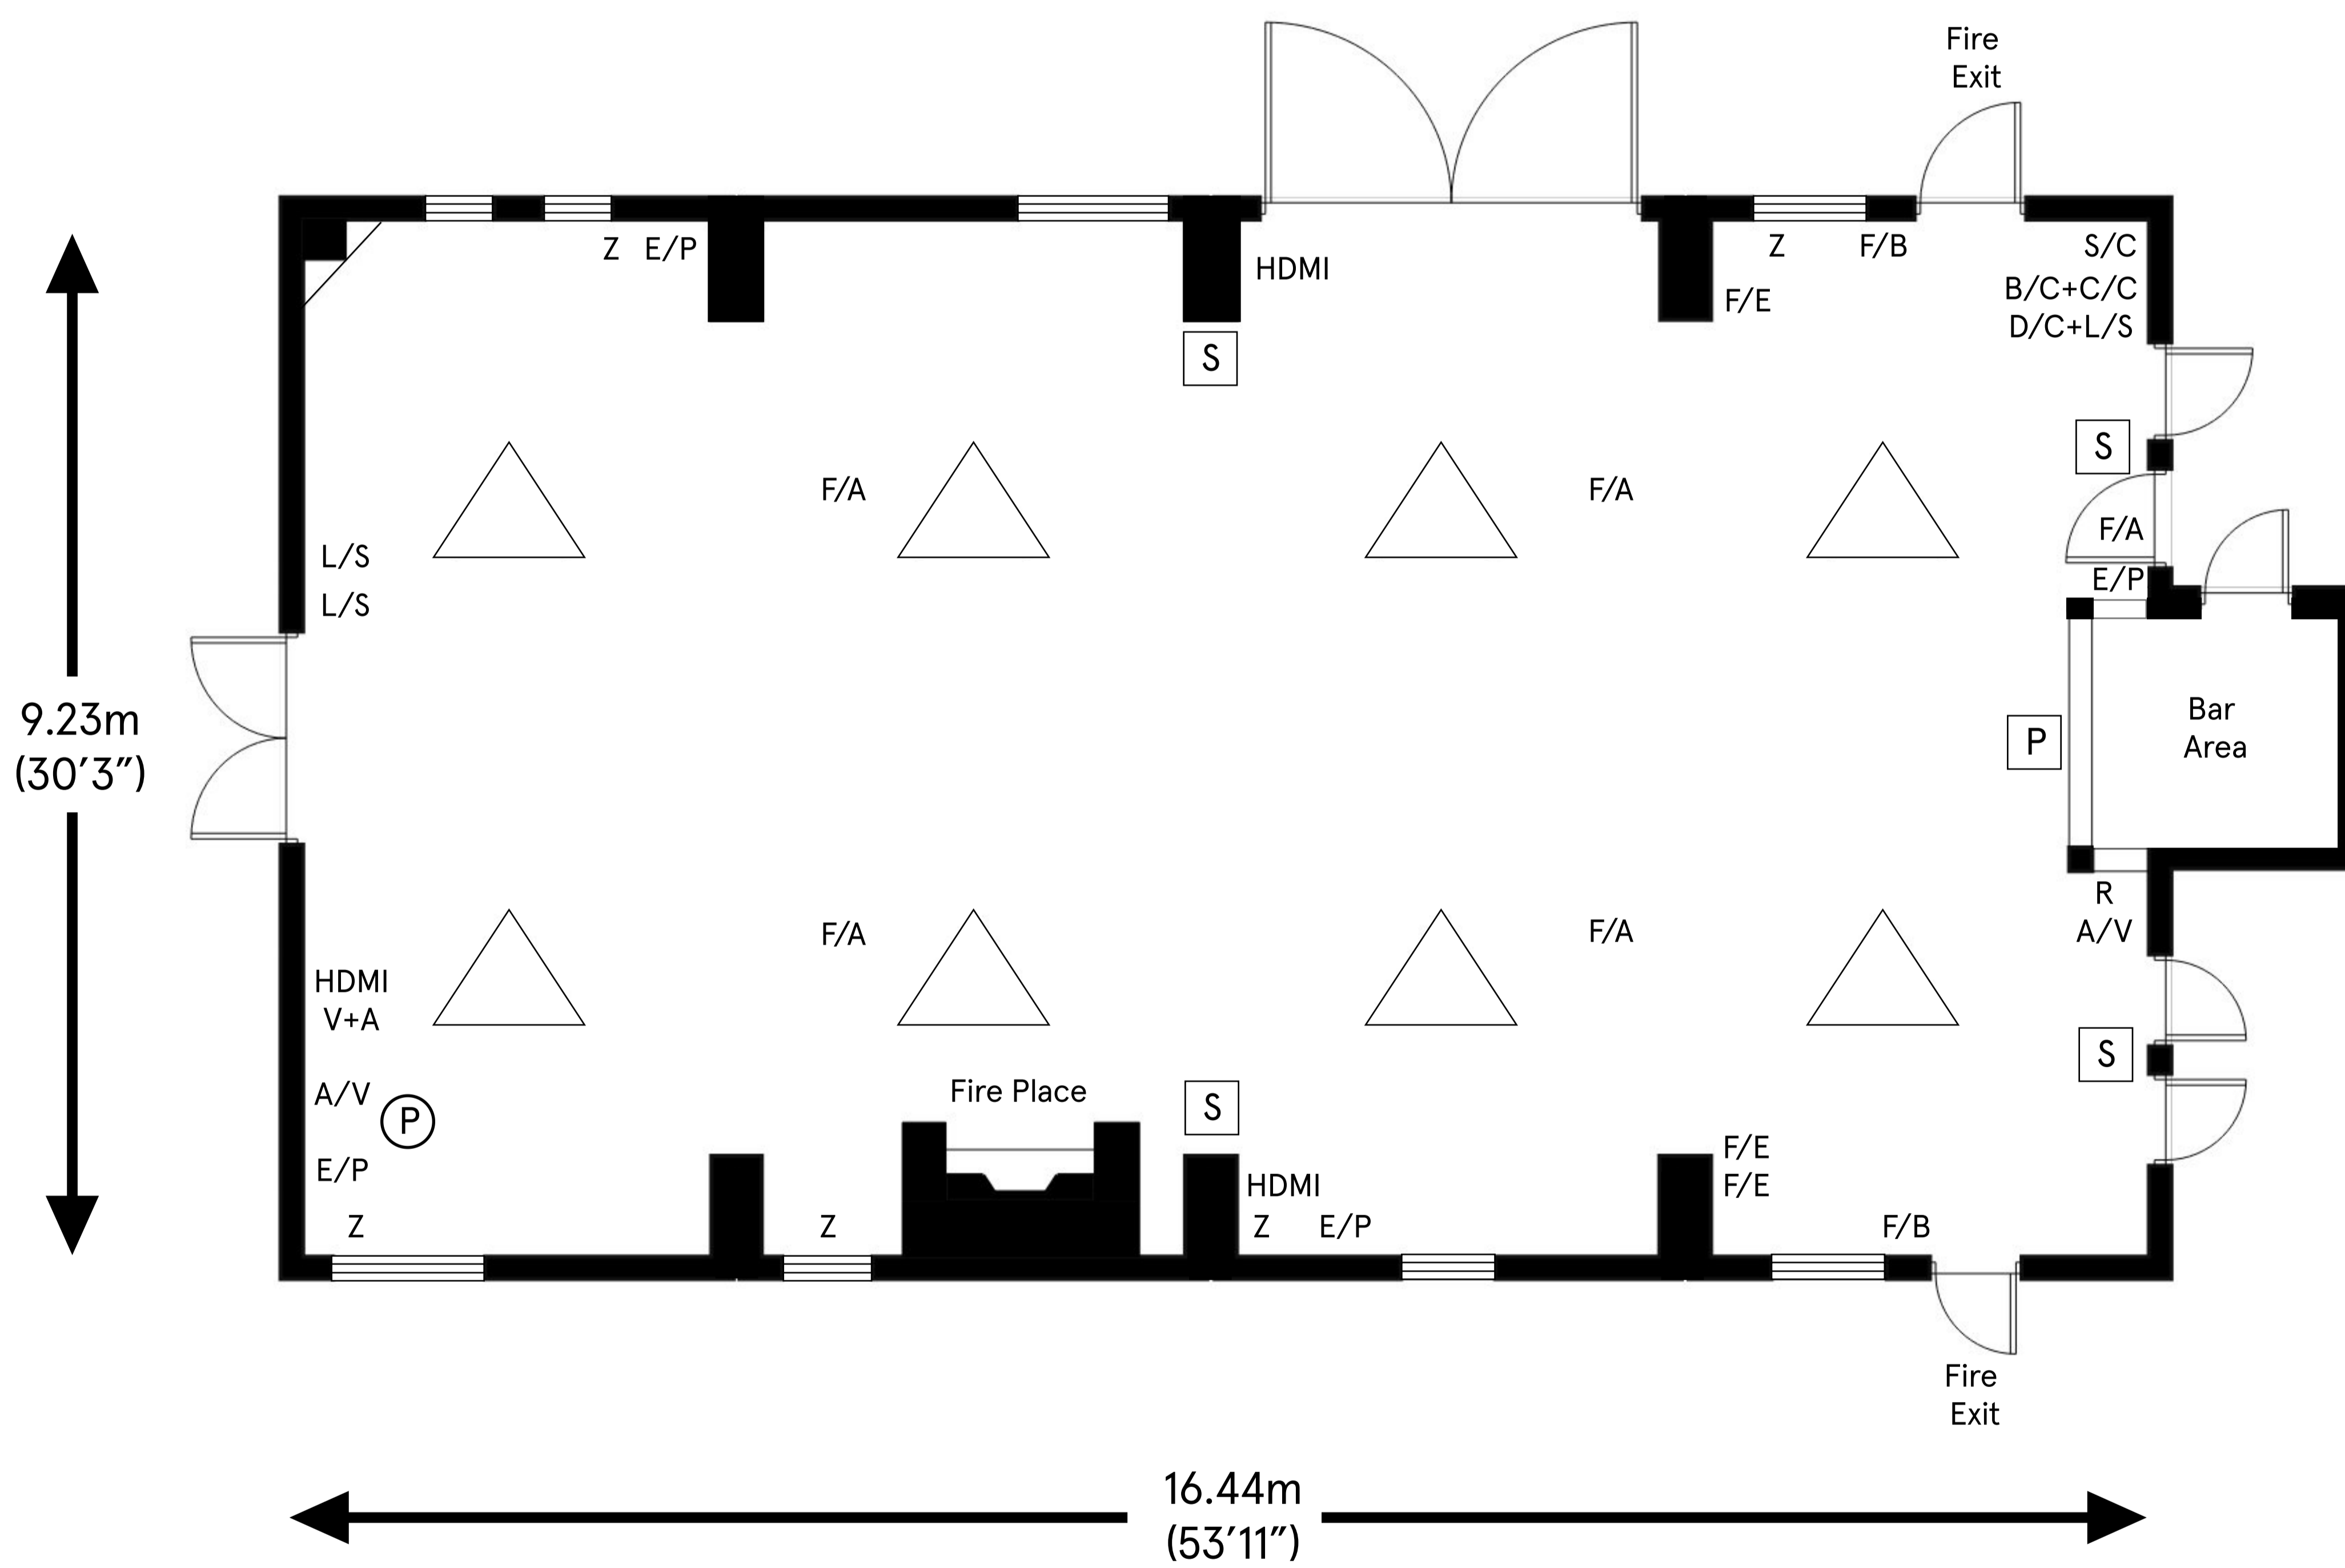 Fire
Exit
Z E/P
HDMI
Z F/B
S/C
F/E
B/C+C/C
D/C+L/S
S
S
F/A
F/A
F/A
L/S
E/P
L/S
9.23m
(30′3″)
P
Bar
Area
R
F/A
F/A
A/V
HDMI
V+A
S
A/V
P
Fire Place
S
F/E
E/P
HDMI
F/E
Z
Z
Z E/P
F/B
Fire
Exit
16.44m
(53′11″)